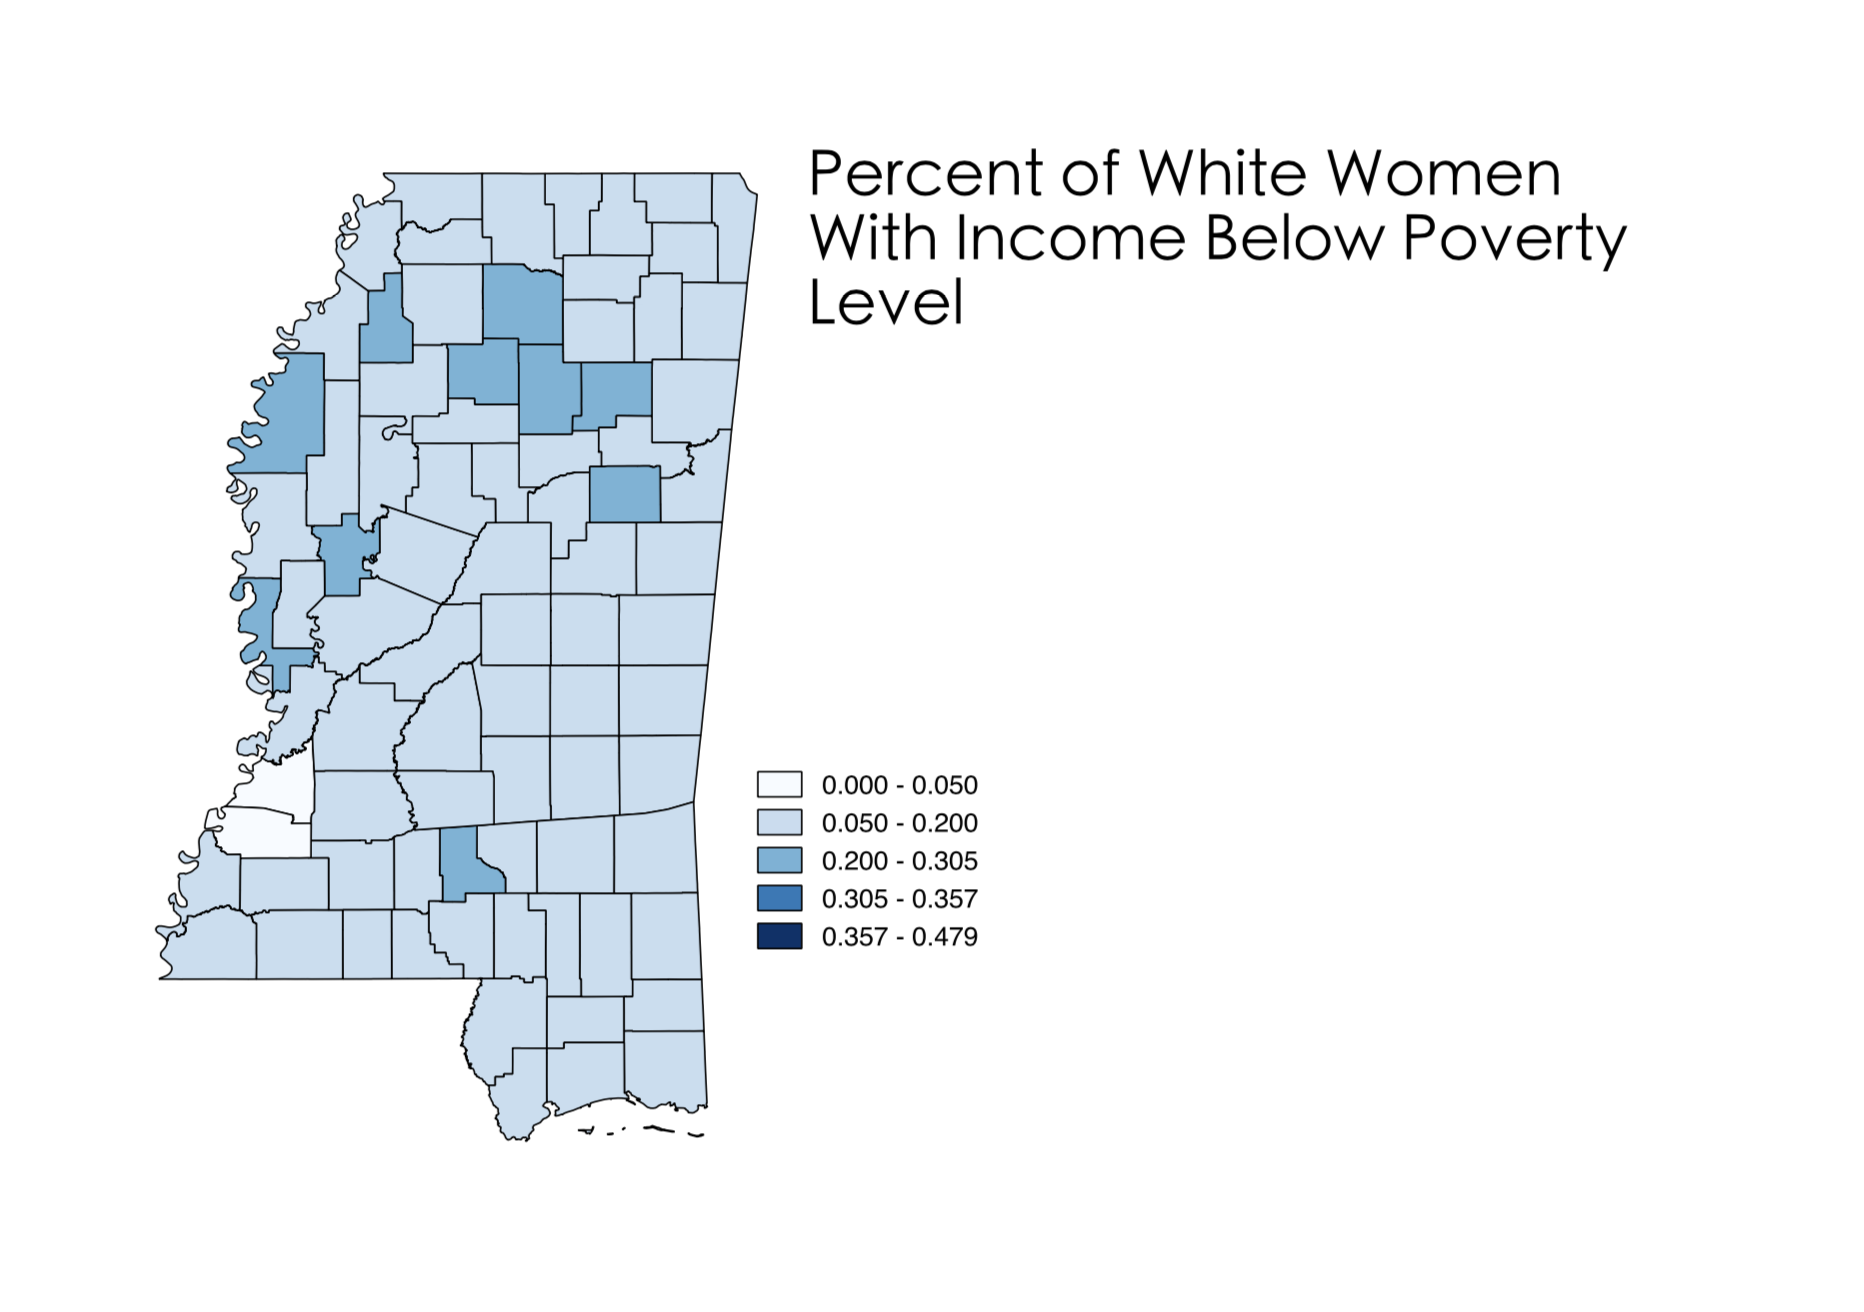 Percent of White Women
With Income Below Poverty
Level
0.000 - 0.050
0.050 - 0.200
0.200 - 0.305
0.305 - 0.357
0.357 - 0.479